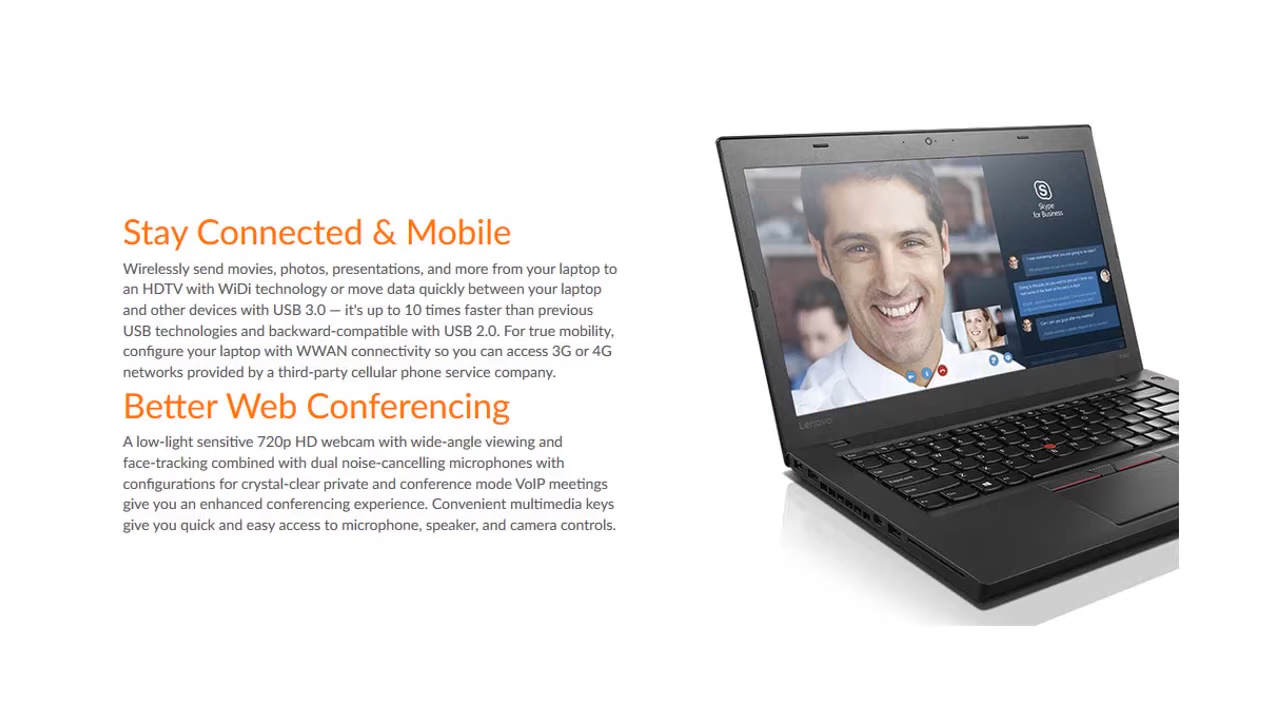 Stay Connected & Mobile
Wirelessly send movies, photos, presentations, and more from your laptop to
an HDTV with WiDi technology or move data quickly between your laptop
and other devices with USB 3.0 — it's up to 10 times faster than previous
USB technologies and backward-compatible with USB 2.0. For true mobility,
configure your laptop with WWAN connectivity so you can access 3G or 4G
networks provided by a third-party cellular phone service company.
Better Web Conferencing
A low-light sensitive 720p HD webcam with wide-angle viewing and
face-tracking combined with dual noise-cancelling microphones with
configurations for crystal-clear private and conference mode VoIP meetings
give you an enhanced conferencing experience. Convenient multimedia keys
give you quick and easy access to microphone, speaker, and camera controls.
S
Skype
for Business
Lenovo